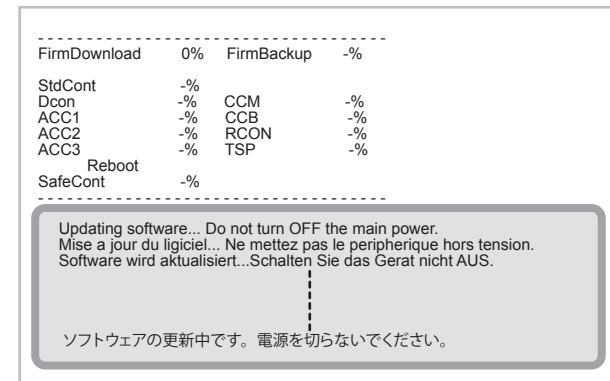 FirmDownload 0% FirmBackup -%
StdCont -%
Dcon -% CCM -%
ACC1 -% CCB -%
ACC2 -% RCON -%
ACC3 -% TSP -%
Reboot
SafeCont -%
Updating software... Do not turn OFF the main power.
Mise a jour du ligiciel... Ne mettez pas le peripherique hors tension.
Software wird aktualisiert...Schalten Sie das Gerat nicht AUS.
ソフトウェアの更新中です。電源を切らないでください。